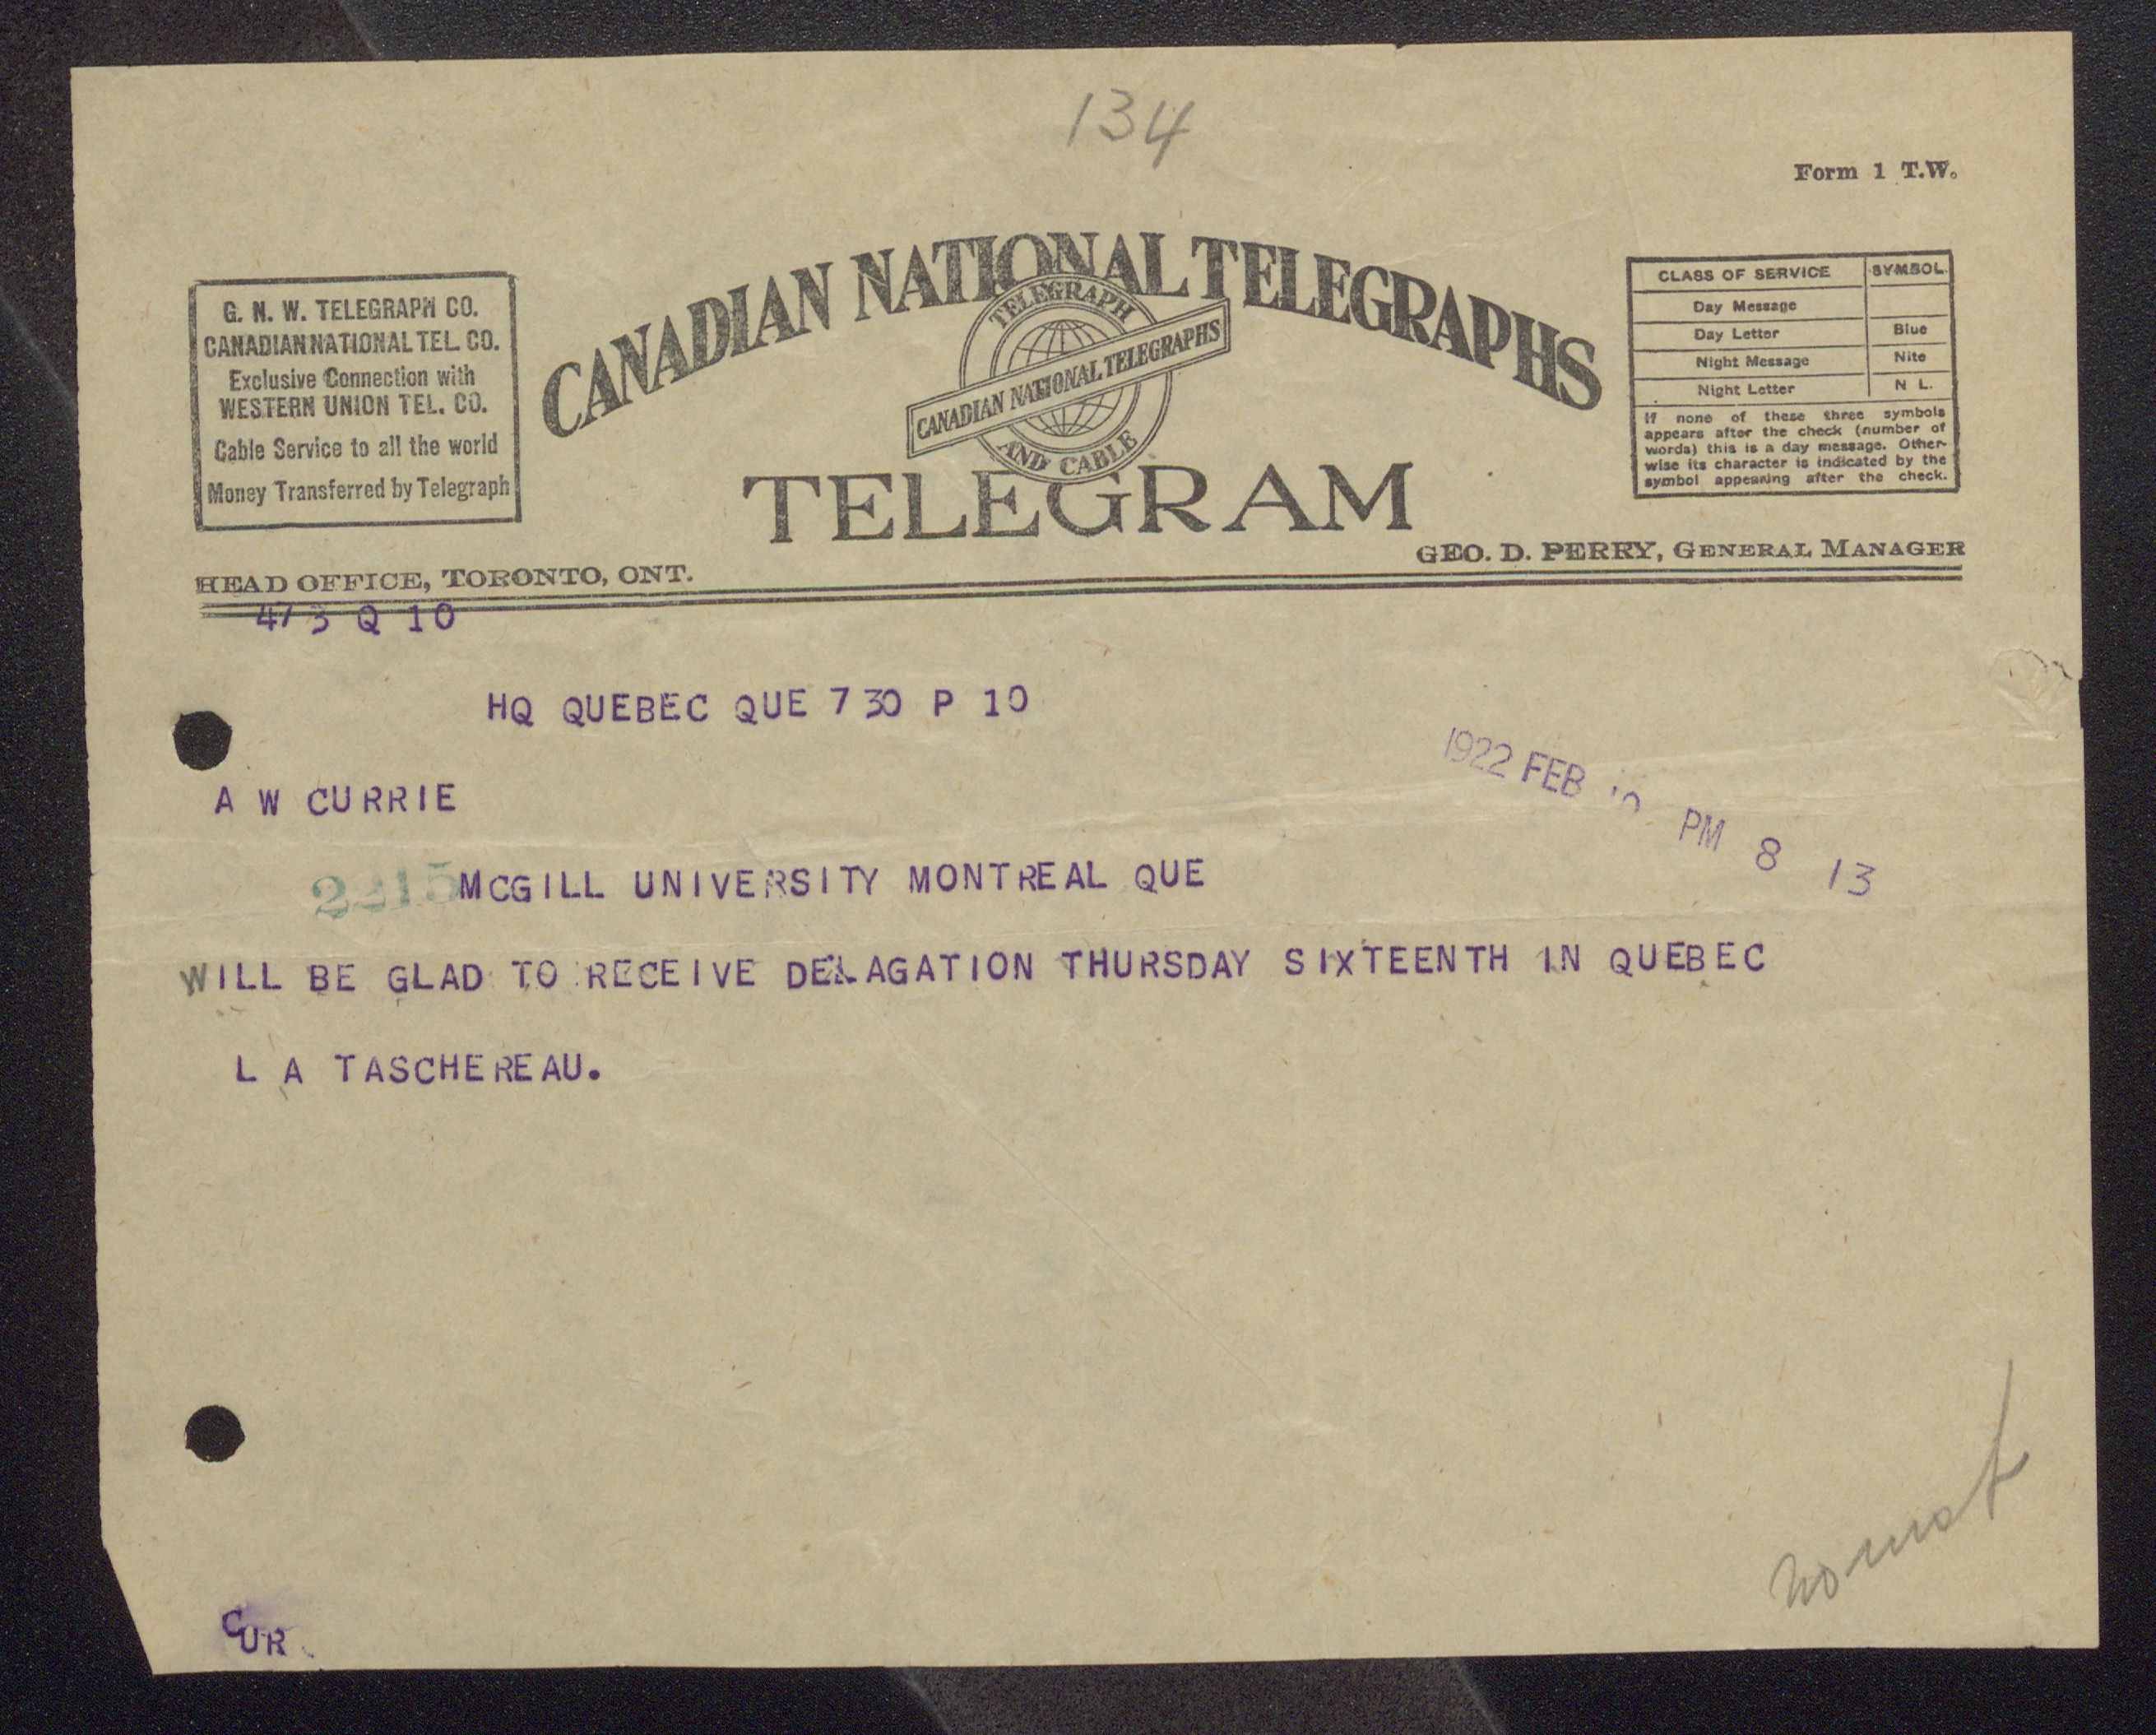 134
Form 1 T.W.
G. N. W. TELEGRAPH CO.
CANADIAN NATIONAL TEL. CO.
Exclusive Connection with
WESTERN UNION TEL. CO.
Cable Service to all the world
Money Transferred by Telegraph
CANADIAN NATIONAL TELEGRAPHS
TELEGRAPH
CANADIAN NATIONAL TELEGRAPHS
AND CABLE
TELEGRAM
CLASS OF SERVICE SYMBOL
Day Message
Day Letter Blue
Night Message Nite
Night Letter N L.
If none of these three symbols
appears after the check (number of
words) this is a day message. Other-
wise its character is indicated by the
symbol appearing after the check.
HEAD OFFICE, TORONTO, ONT.
GEO. D. PERRY, GENERAL MANAGER
Q 10
HQ QUEBEC QUE 7 30 P 10
1922 FEB PM 8 13
A W CURRIE
2215 MCGILL UNIVERSITY MONTREAL QUE
WILL BE GLAD TO RECEIVE DELAGATION THURSDAY SIXTEENTH IN QUEBEC
L A TASCHEREAU.
CUR